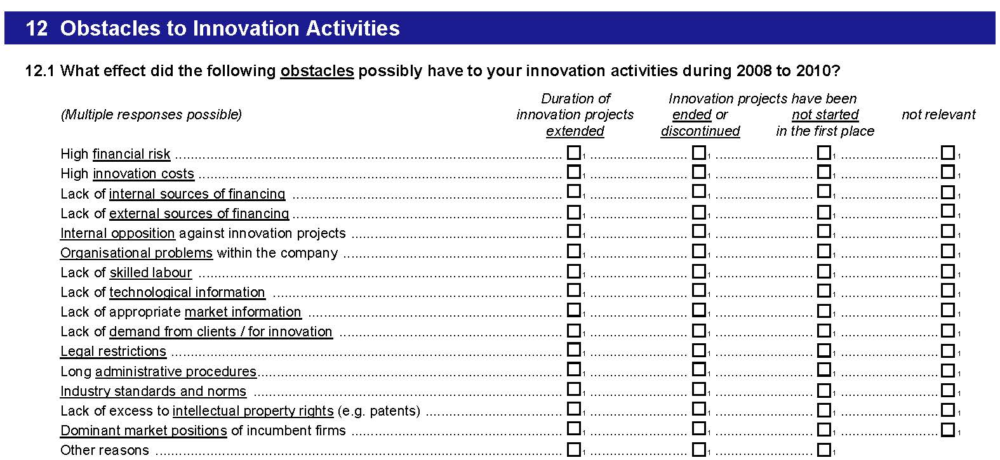 12 Obstacles to Innovation Activities
12.1 What effect did the following obstacles possibly have to your innovation activities during 2008 to 2010?
Duration of Innovation projects have been
(Multiple responses possible) innovation projects ended or not started not relevant
extended discontinued in the first place
High financial risk ☐1 ☐1 ☐1 ☐1
High innovation costs ☐1 ☐1 ☐1 ☐1
Lack of internal sources of financing ☐1 ☐1 ☐1 ☐1
Lack of external sources of financing ☐1 ☐1 ☐1 ☐1
Internal opposition against innovation projects ☐1 ☐1 ☐1 ☐1
Organisational problems within the company ☐1 ☐1 ☐1 ☐1
Lack of skilled labour ☐1 ☐1 ☐1 ☐1
Lack of technological information ☐1 ☐1 ☐1 ☐1
Lack of appropriate market information ☐1 ☐1 ☐1 ☐1
Lack of demand from clients / for innovation ☐1 ☐1 ☐1 ☐1
Legal restrictions ☐1 ☐1 ☐1 ☐1
Long administrative procedures ☐1 ☐1 ☐1 ☐1
Industry standards and norms ☐1 ☐1 ☐1 ☐1
Lack of excess to intellectual property rights (e.g. patents) ☐1 ☐1 ☐1 ☐1
Dominant market positions of incumbent firms ☐1 ☐1 ☐1 ☐1
Other reasons ☐1 ☐1 ☐1